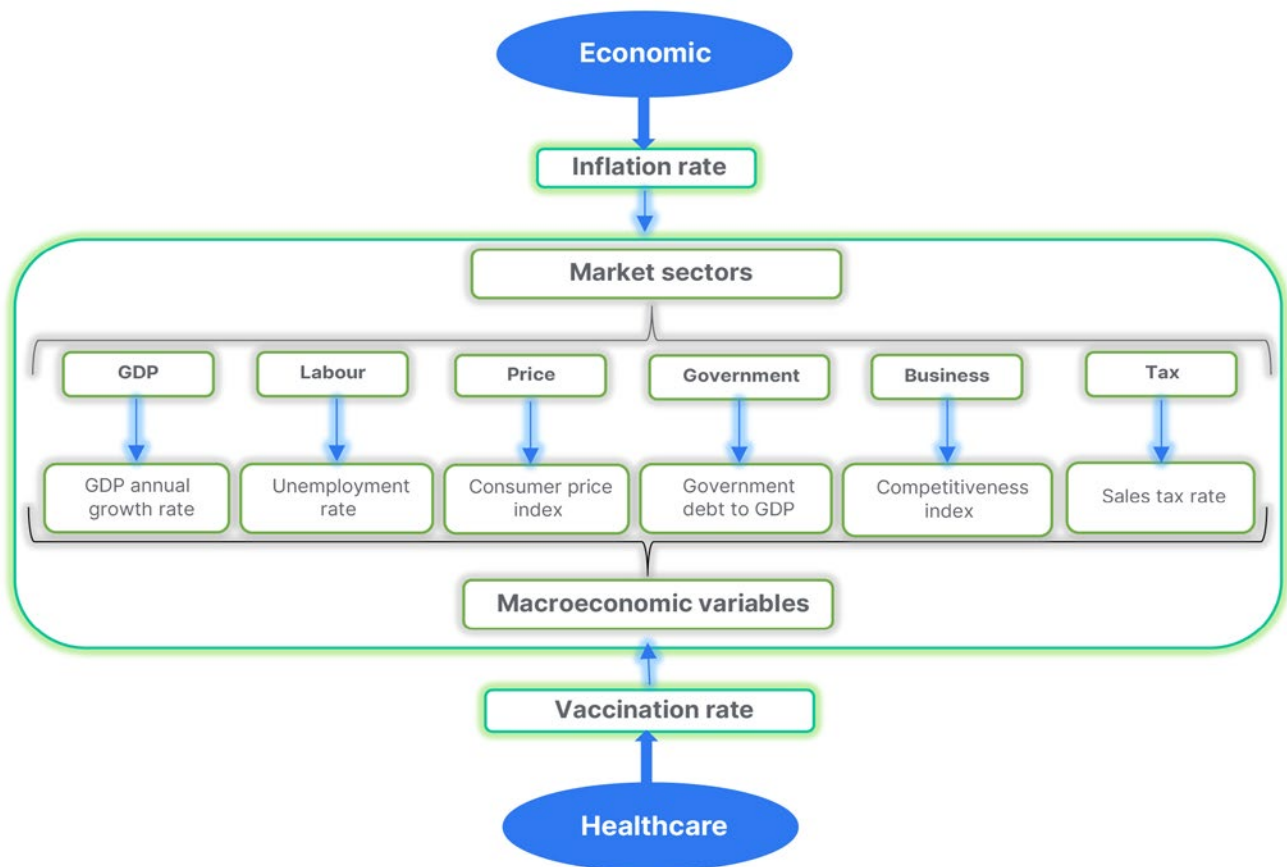 Economic
Inflation rate
Market sectors
GDP
Labour
Price
Government
Business
Tax
GDP annual
growth rate
Unemployment
rate
Consumer price
index
Government
debt to GDP
Competitiveness
index
Sales tax rate
Macroeconomic variables
Vaccination rate
Healthcare